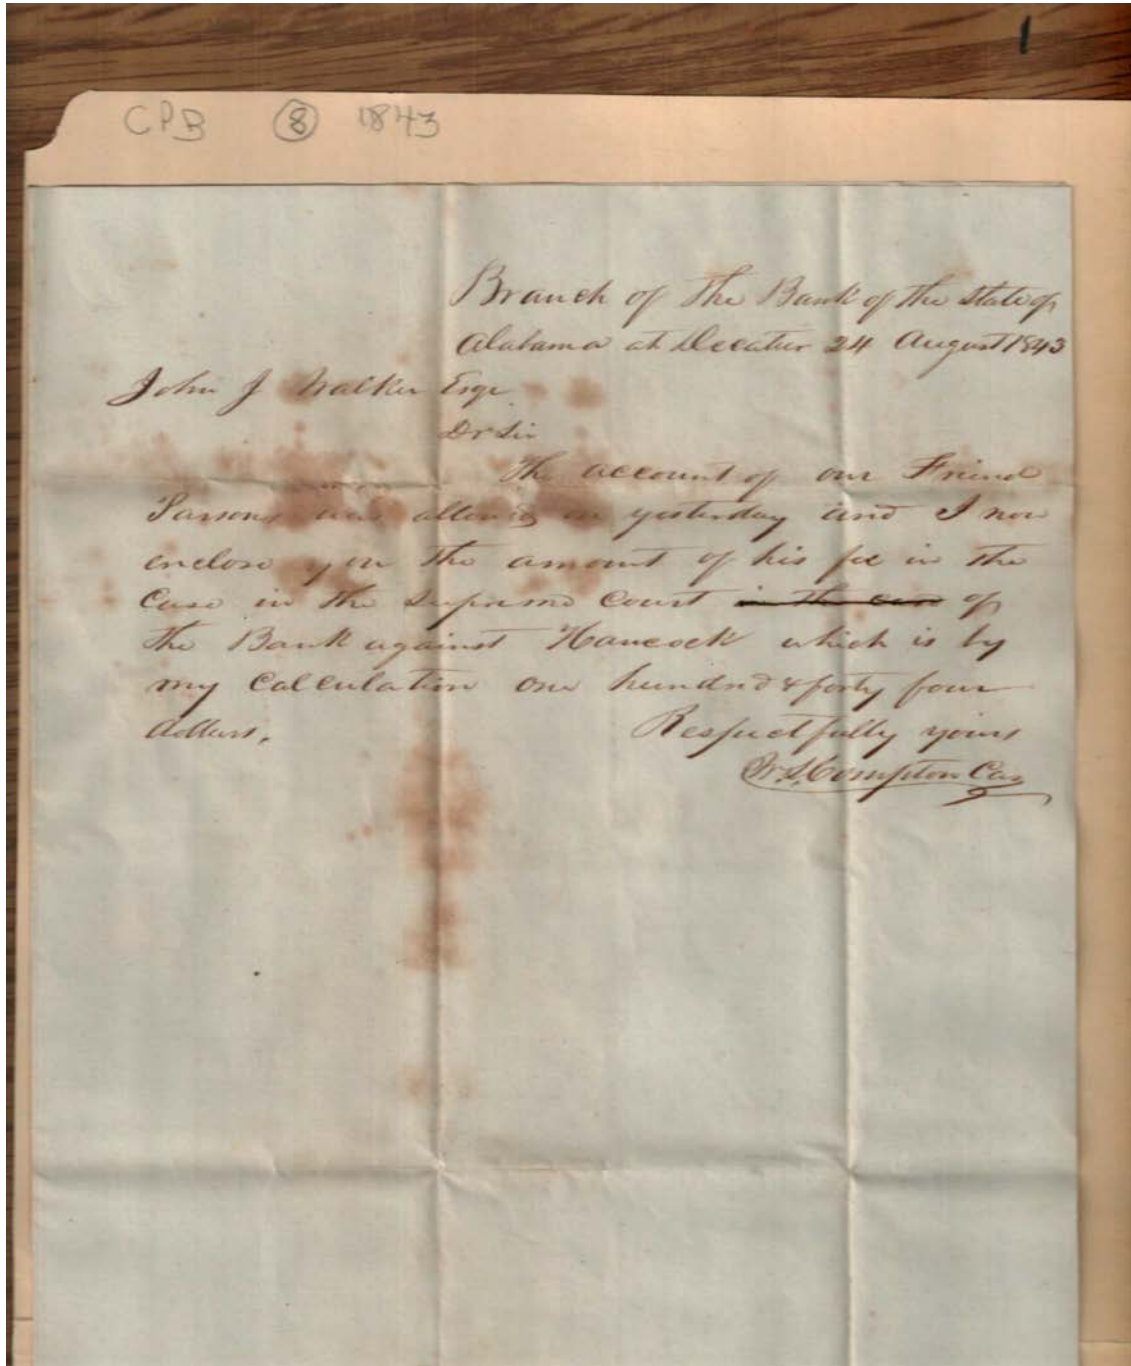 1
CPB 8 1843
Branch of the Bank of the State of
Alabama at Decatur 24 August 1843
John J Walker Esqr
Dr Sir
The account of our Friend
Parsons was allowed on yesterday and I now
enclose you the amount of his fee in the
Case in the Supreme Court in the case of
the Bank against Hancock which is by
my Calculation one hundred & forty four
dollars.
Respectfully yours
Compton Cas